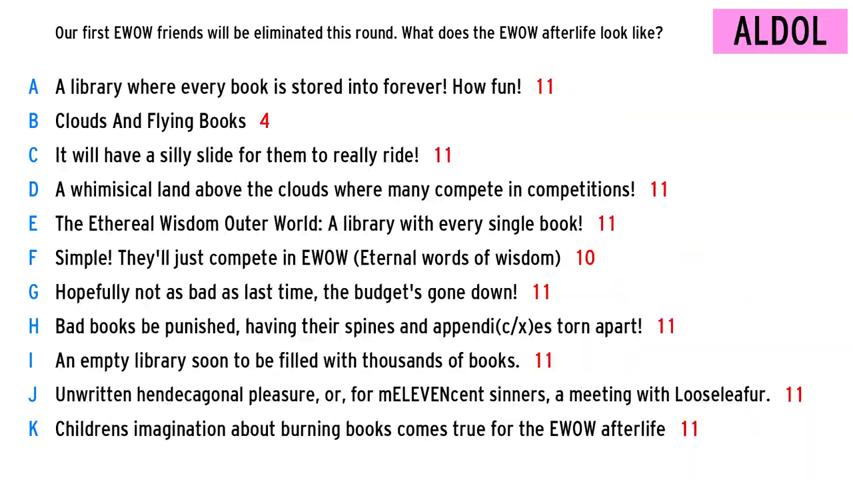 Our first EWOW friends will be eliminated this round. What does the EWOW afterlife look like?
ALDOL
A A library where every book is stored into forever! How fun! 11
B Clouds And Flying Books 4
C It will have a silly slide for them to really ride! 11
D A whimisical land above the clouds where many compete in competitions! 11
E The Ethereal Wisdom Outer World: A library with every single book! 11
F Simple! They'll just compete in EWOW (Eternal words of wisdom) 10
G Hopefully not as bad as last time, the budget's gone down! 11
H Bad books be punished, having their spines and appendi(c/x)es torn apart! 11
I An empty library soon to be filled with thousands of books. 11
J Unwritten hendecagonal pleasure, or, for mELEVENcent sinners, a meeting with Looseleafur. 11
K Childrens imagination about burning books comes true for the EWOW afterlife 11